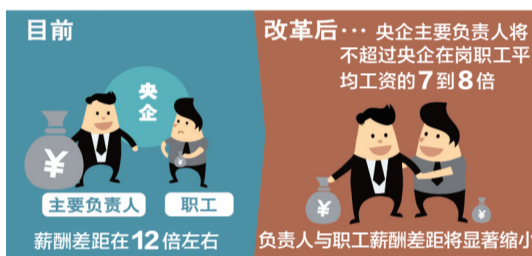 目前
央
企
¥
主要负责人
职工
¥
薪酬差距在12倍左右
改革后… 央企主要负责人将
不超过央企在岗职工平
均工资的7到8倍
¥
¥
负责人与职工薪酬差距将显著缩小